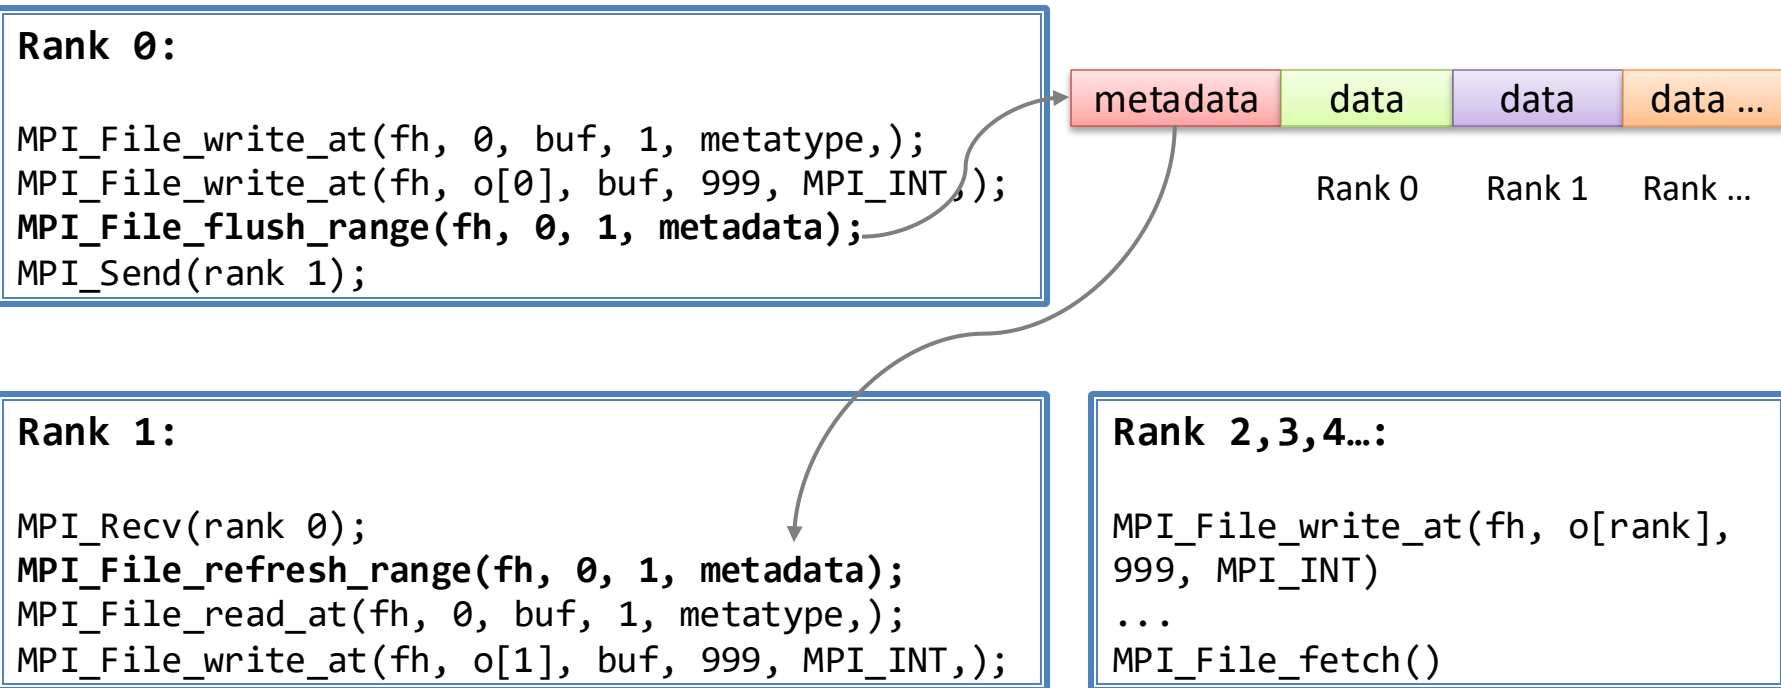 Rank 0:
MPI_File_write_at(fh, 0, buf, 1, metatype,);
MPI_File_write_at(fh, o[0], buf, 999, MPI_INT,);
MPI_File_flush_range(fh, 0, 1, metadata);
MPI_Send(rank 1);
metadata data data data …
Rank 0 Rank 1 Rank …
Rank 1:
MPI_Recv(rank 0);
MPI_File_refresh_range(fh, 0, 1, metadata);
MPI_File_read_at(fh, 0, buf, 1, metatype,);
MPI_File_write_at(fh, o[1], buf, 999, MPI_INT,);
Rank 2,3,4…:
MPI_File_write_at(fh, o[rank],
999, MPI_INT)
...
MPI_File_fetch()